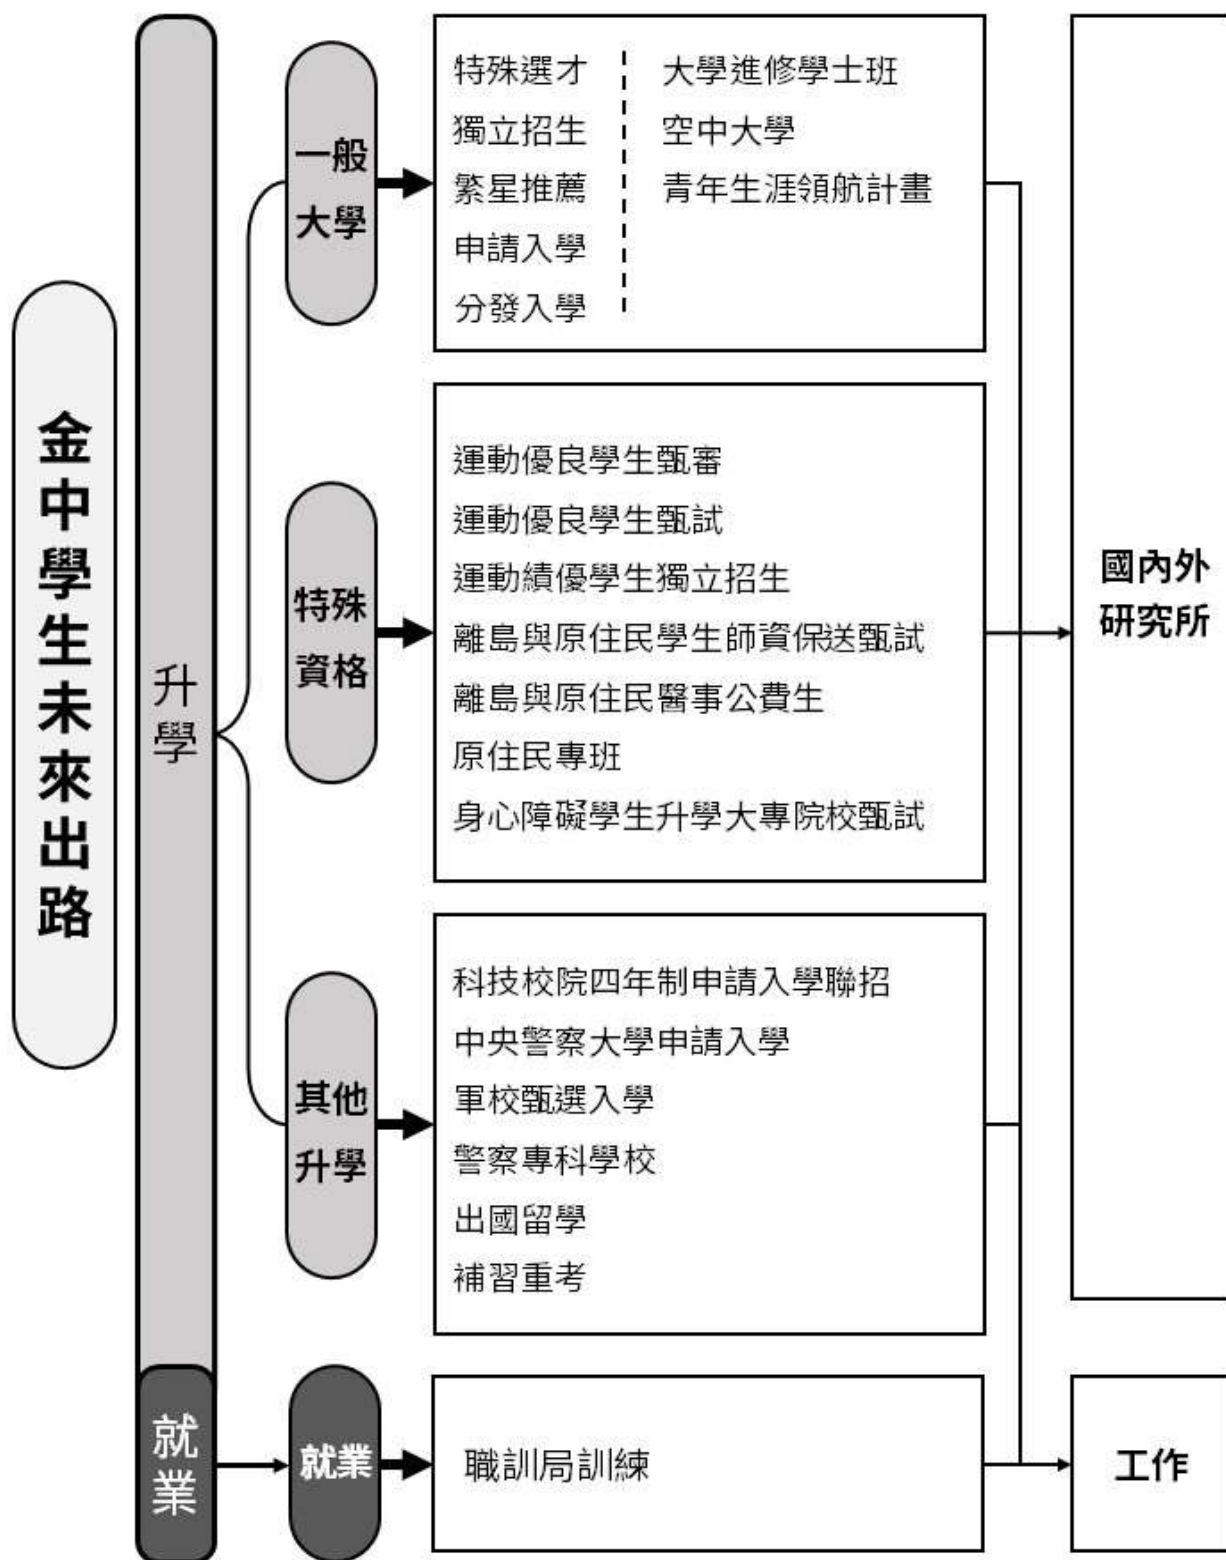 金中學生未來出路
升學
一般
大學
特殊選才
獨立招生
繁星推薦
申請入學
分發入學
大學進修學士班
空中大學
青年生涯領航計畫
特殊
資格
運動優良學生甄審
運動優良學生甄試
運動績優學生獨立招生
離島與原住民學生師資保送甄試
離島與原住民醫事公費生
原住民專班
身心障礙學生升學大專院校甄試
其他
升學
科技校院四年制申請入學聯招
中央警察大學申請入學
軍校甄選入學
警察專科學校
出國留學
補習重考
國內外
研究所
就業
就業
職訓局訓練
工作